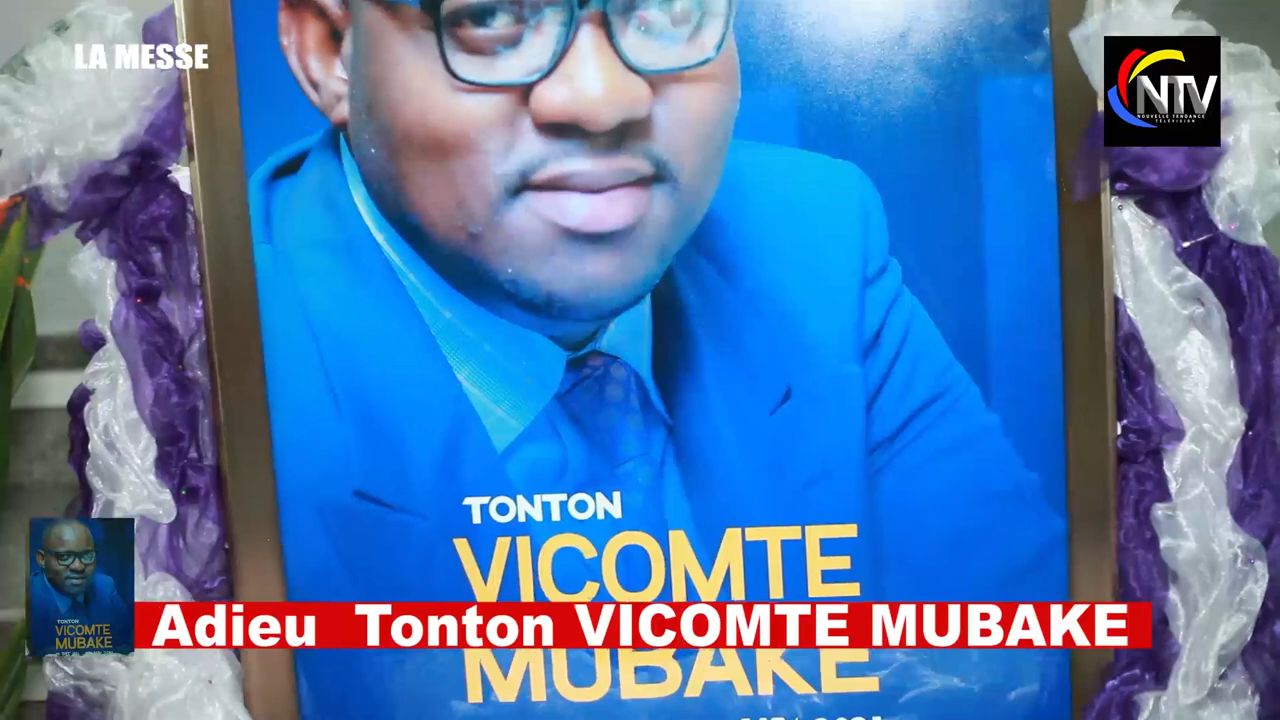 LA MESSE
NTV
NOUVELLE TENDANCE
TÉLÉVISION
TONTON
VICOMTE
MUBAKE
Adieu Tonton VICOMTE MUBAKE
TONTON
VICOMTE
MUBAKE